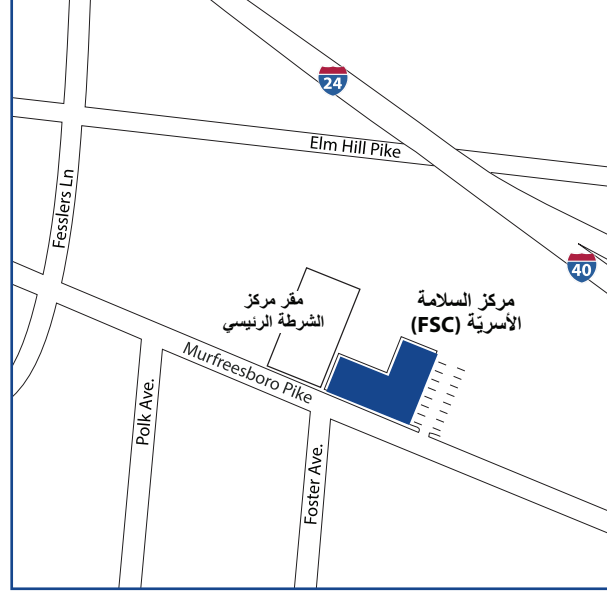 24
Elm Hill Pike
Fesslers Ln
40
مقر مركز
الشرطة الرئيسي
مركز السلامة
الأسريّة (FSC)
Murfreesboro Pike
Polk Ave.
Foster Ave.